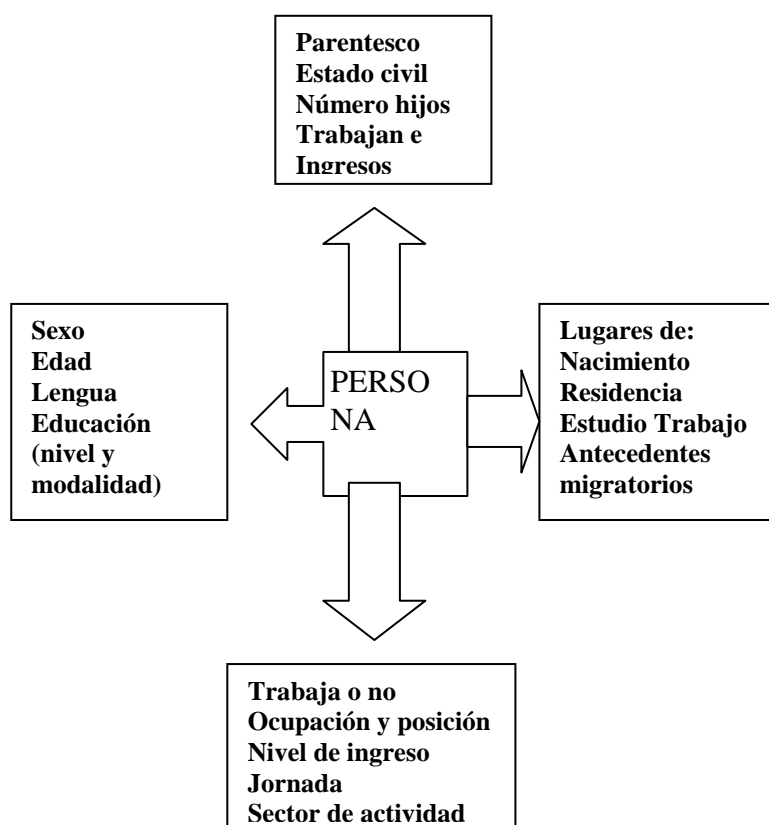 Parentesco
Estado civil
Número hijos
Trabajan e
Ingresos
Sexo
Edad
Lengua
Educación
(nivel y
modalidad)
PERSO
NA
Lugares de:
Nacimiento
Residencia
Estudio Trabajo
Antecedentes
migratorios
Trabaja o no
Ocupación y posición
Nivel de ingreso
Jornada
Sector de actividad